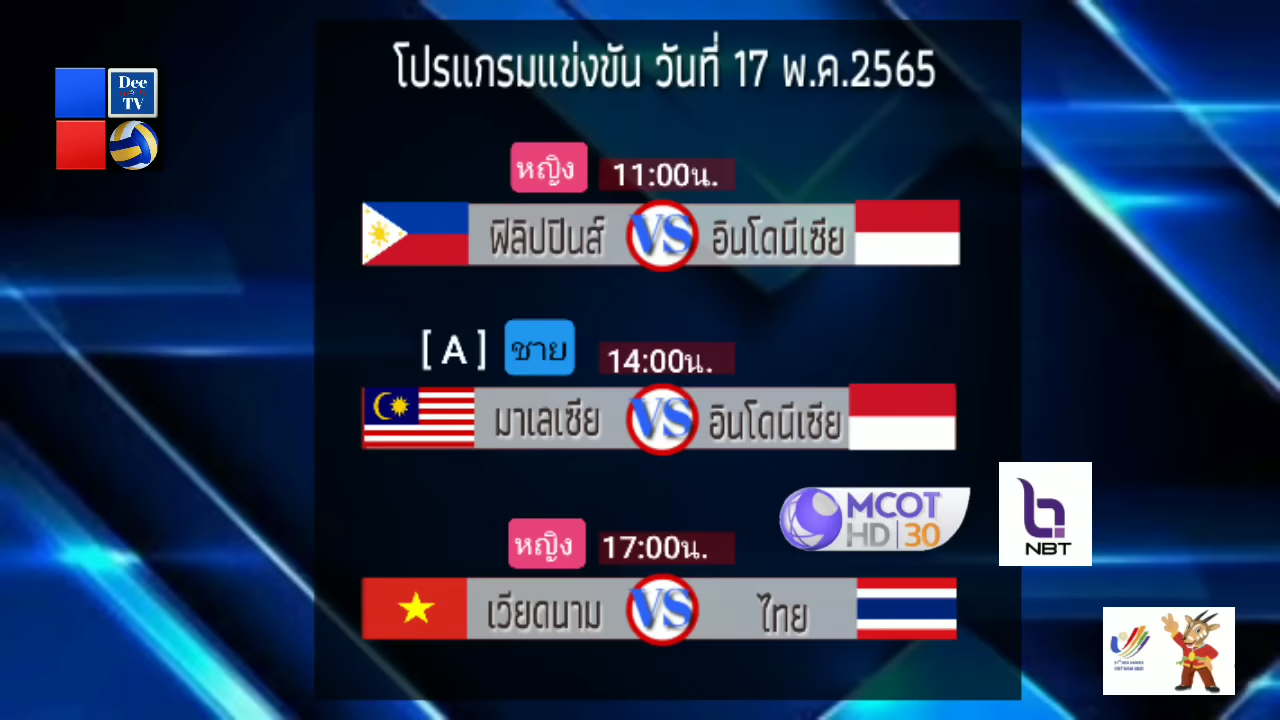 โปรแกรมแข่งขัน วันที่ 17 พ.ค.2565
Dee
TV
หญิง 11:00น.
ฟิลิปปินส์ VS อินโดนีเซีย
[ A ] ชาย 14:00น.
มาเลเซีย VS อินโดนีเซีย
MCOT
HD 30
NBT
หญิง 17:00น.
เวียดนาม VS ไทย